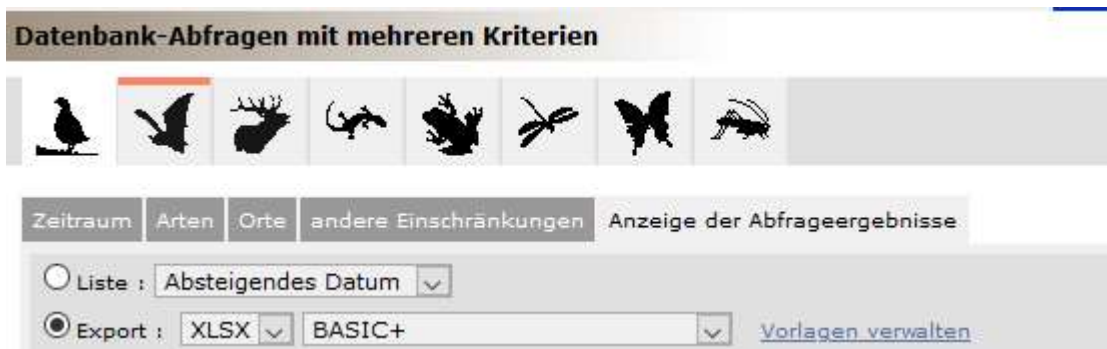 Datenbank-Abfragen mit mehreren Kriterien
Zeitraum Arten Orte andere Einschränkungen Anzeige der Abfrageergebnisse
Liste : Absteigendes Datum
Export : XLSX BASIC+ Vorlagen verwalten